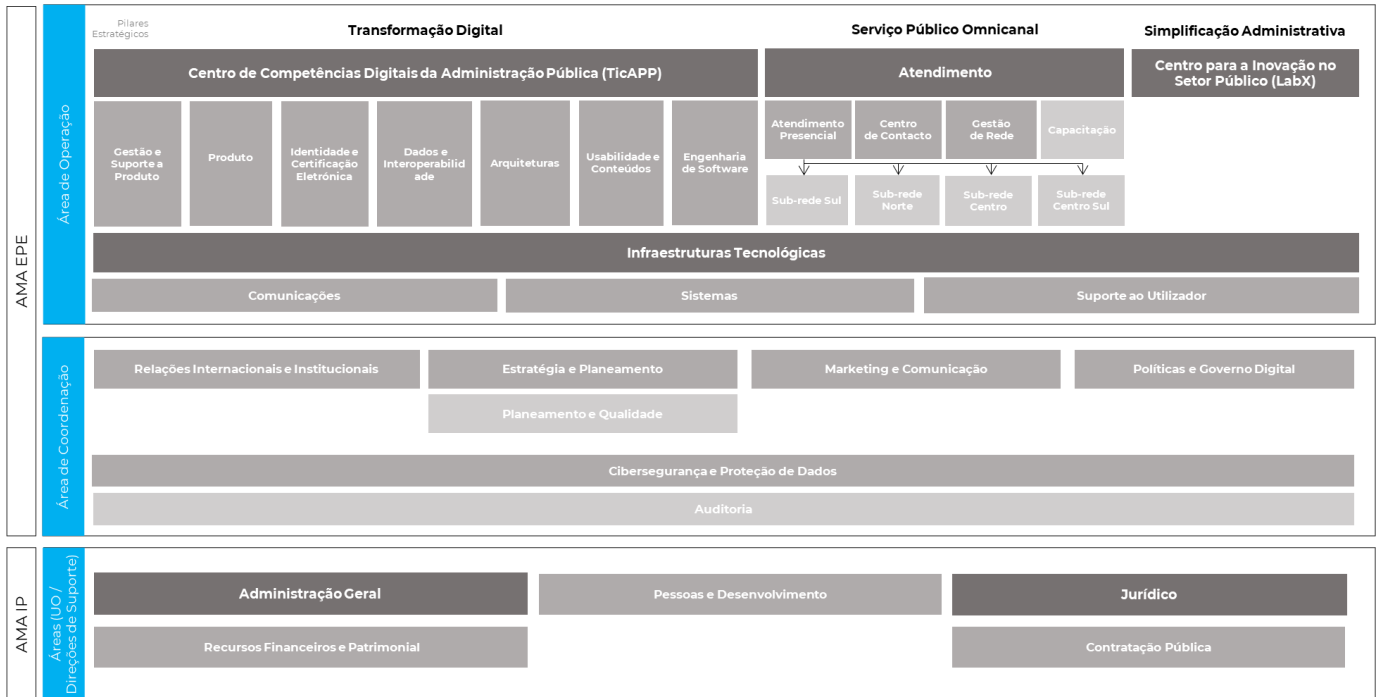 Pilares
Estratégicos
Transformação Digital
Serviço Público Omnicanal
Simplificação Administrativa
AMA EPE
Área de Operação
Centro de Competências Digitais da Administração Pública (TicAPP)
Atendimento
Centro para a Inovação no
Setor Público (LabX)
Gestão e
Suporte a
Produto
Produto
Identidade e
Certificação
Eletrónica
Dados e
Interoperabilid
ade
Arquiteturas
Usabilidade e
Conteúdos
Engenharia
de Software
Atendimento
Presencial
Centro
de Contacto
Gestão
de Rede
Capacitação
Sub-rede Sul
Sub-rede
Norte
Sub-rede
Centro
Sub-rede
Centro Sul
Infraestruturas Tecnológicas
Comunicações
Sistemas
Suporte ao Utilizador
Área de Coordenação
Relações Internacionais e Institucionais
Estratégia e Planeamento
Marketing e Comunicação
Políticas e Governo Digital
Planeamento e Qualidade
Cibersegurança e Proteção de Dados
Auditoria
AMA IP
Áreas (UO /
Direções de Suporte)
Administração Geral
Pessoas e Desenvolvimento
Jurídico
Recursos Financeiros e Patrimonial
Contratação Pública